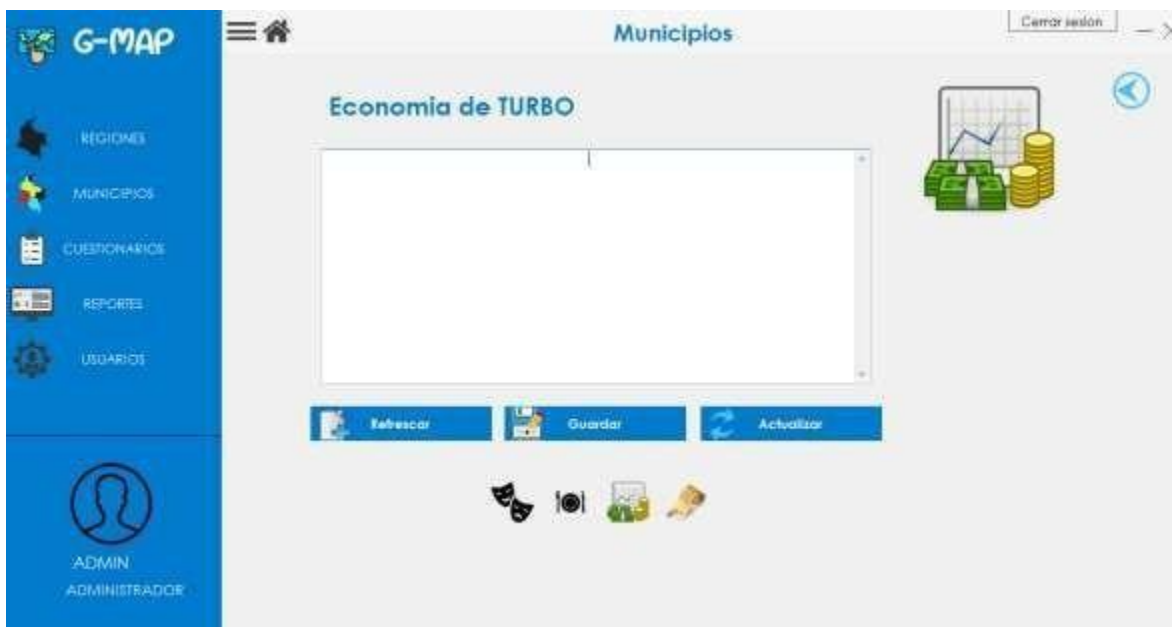 G-MAP
Municipios
Cerrar sesion
Economia de TURBO
REGIONES
MUNICIPIOS
CUESTIONARIOS
REPORTES
USUARIOS
Refrescar
Guardar
Actualizar
ADMIN
ADMINISTRADOR